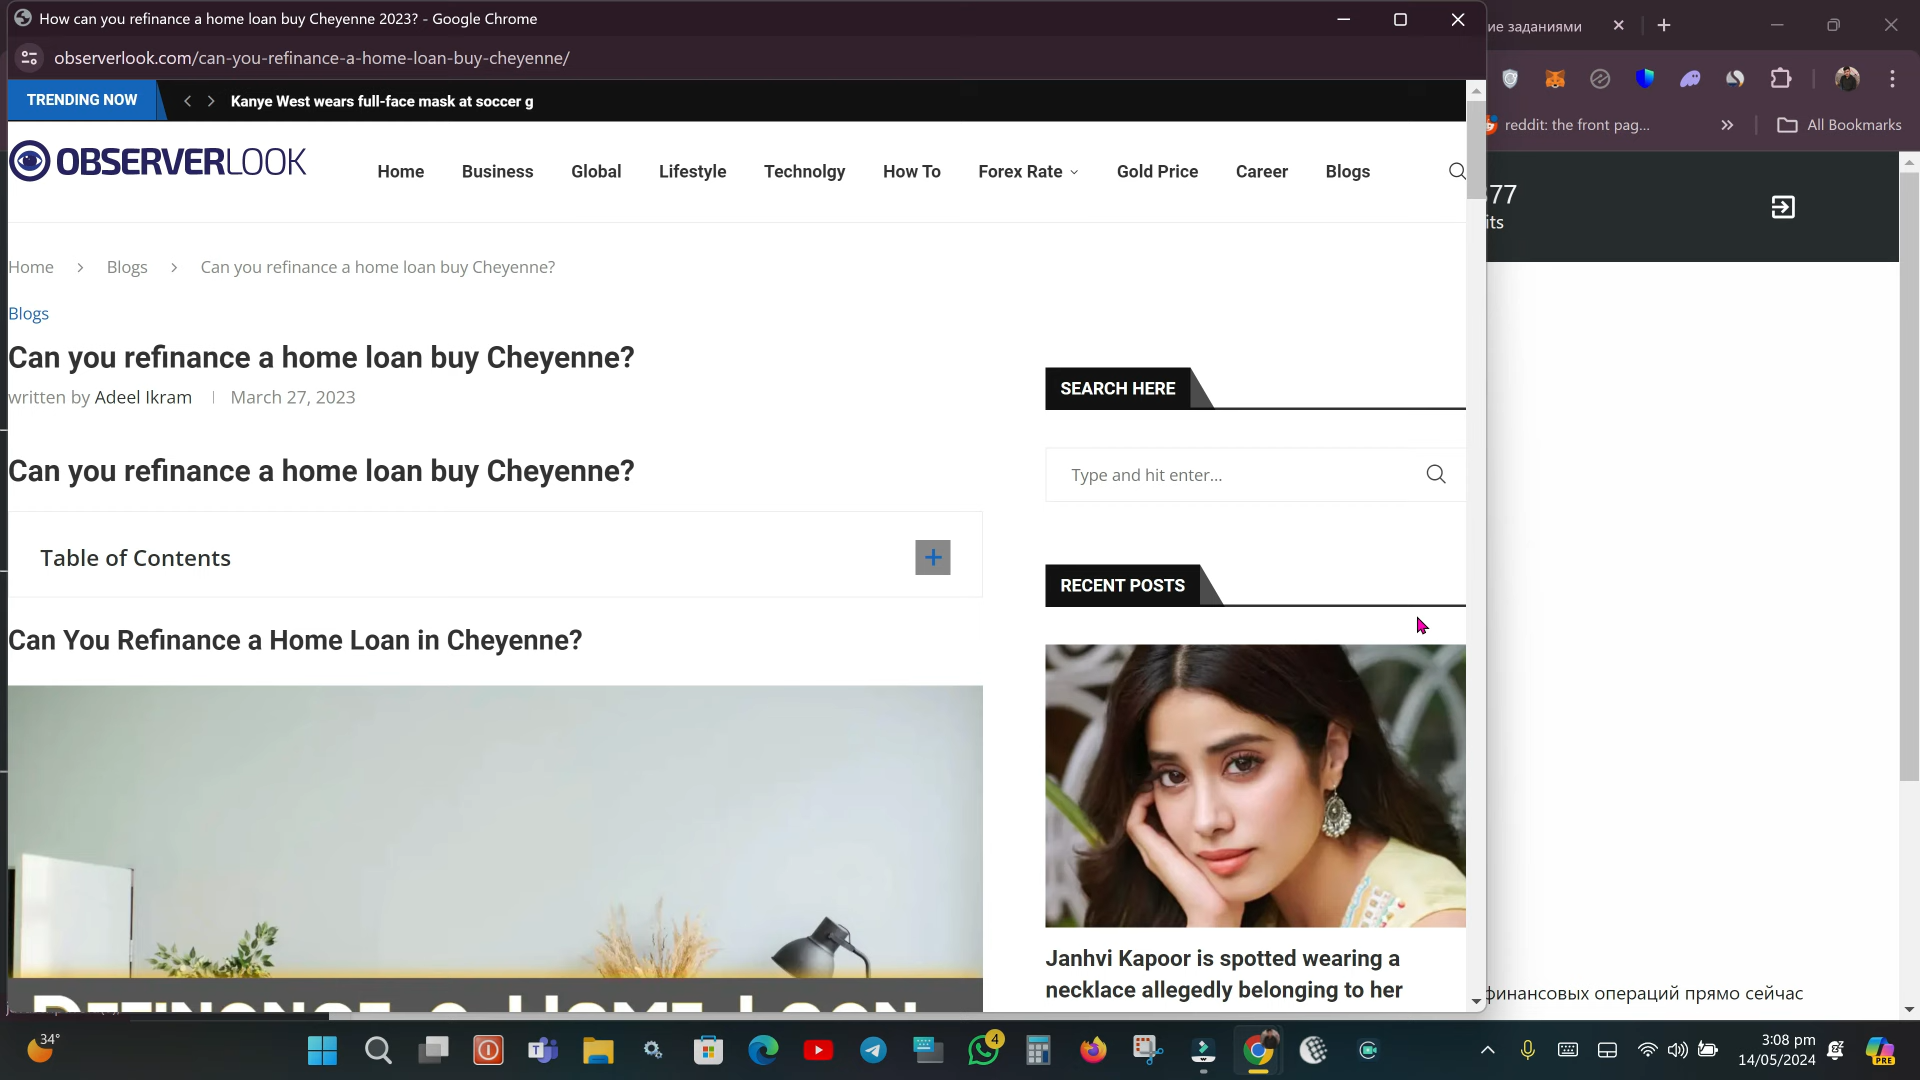 How can you refinance a home loan buy Cheyenne 2023? - Google Chrome
ие заданиями
observerlook.com/can-you-refinance-a-home-loan-buy-cheyenne/
reddit: the front pag...
All Bookmarks
TRENDING NOW
Kanye West wears full-face mask at soccer g
OBSERVERLOOK
Home
Business
Global
Lifestyle
Technolgy
How To
Forex Rate
Gold Price
Career
Blogs
77
its
Home > Blogs > Can you refinance a home loan buy Cheyenne?
Blogs
Can you refinance a home loan buy Cheyenne?
written by Adeel Ikram | March 27, 2023
Can you refinance a home loan buy Cheyenne?
Table of Contents
Can You Refinance a Home Loan in Cheyenne?
SEARCH HERE
Type and hit enter...
RECENT POSTS
Janhvi Kapoor is spotted wearing a
necklace allegedly belonging to her
Refinance a Home Loan
финансовых операций прямо сейчас
34°
4
PRE
3:08 pm
14/05/2024